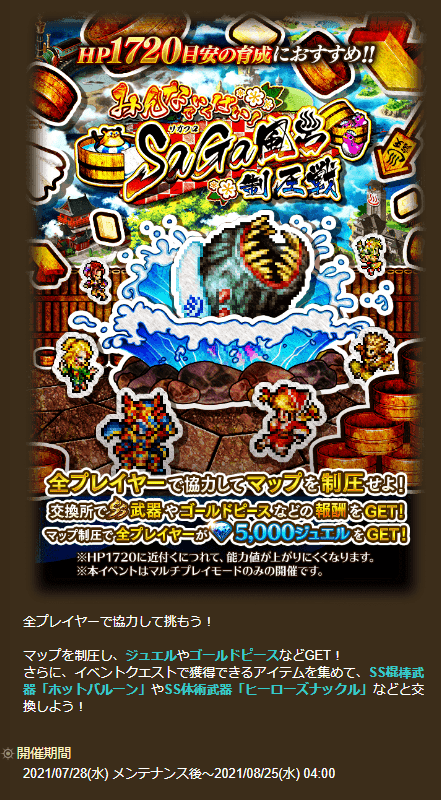 HP1720目安の育成におすすめ!!
みんなでいっせい!
リカフロ
SaGa風呂
制圧戦
全プレイヤーで協力してマップを制圧せよ!
交換所でSS武器やゴールドピースなどの報酬をGET!
マップ制圧で全プレイヤーが5,000ジュエルをGET!
※HP1720に近付くにつれて、能力値が上がりにくくなります。
※本イベントはマルチプレイモードのみの開催です。
全プレイヤーで協力して挑もう！
マップを制圧し、ジュエルやゴールドピースなどGET！
さらに、イベントクエストで獲得できるアイテムを集めて、SS棍棒武
器「ホットバルーン」やSS体術武器「ヒーローズナックル」などと交
換しよう！
開催期間
2021/07/28(水) メンテナンス後～2021/08/25(水) 04:00